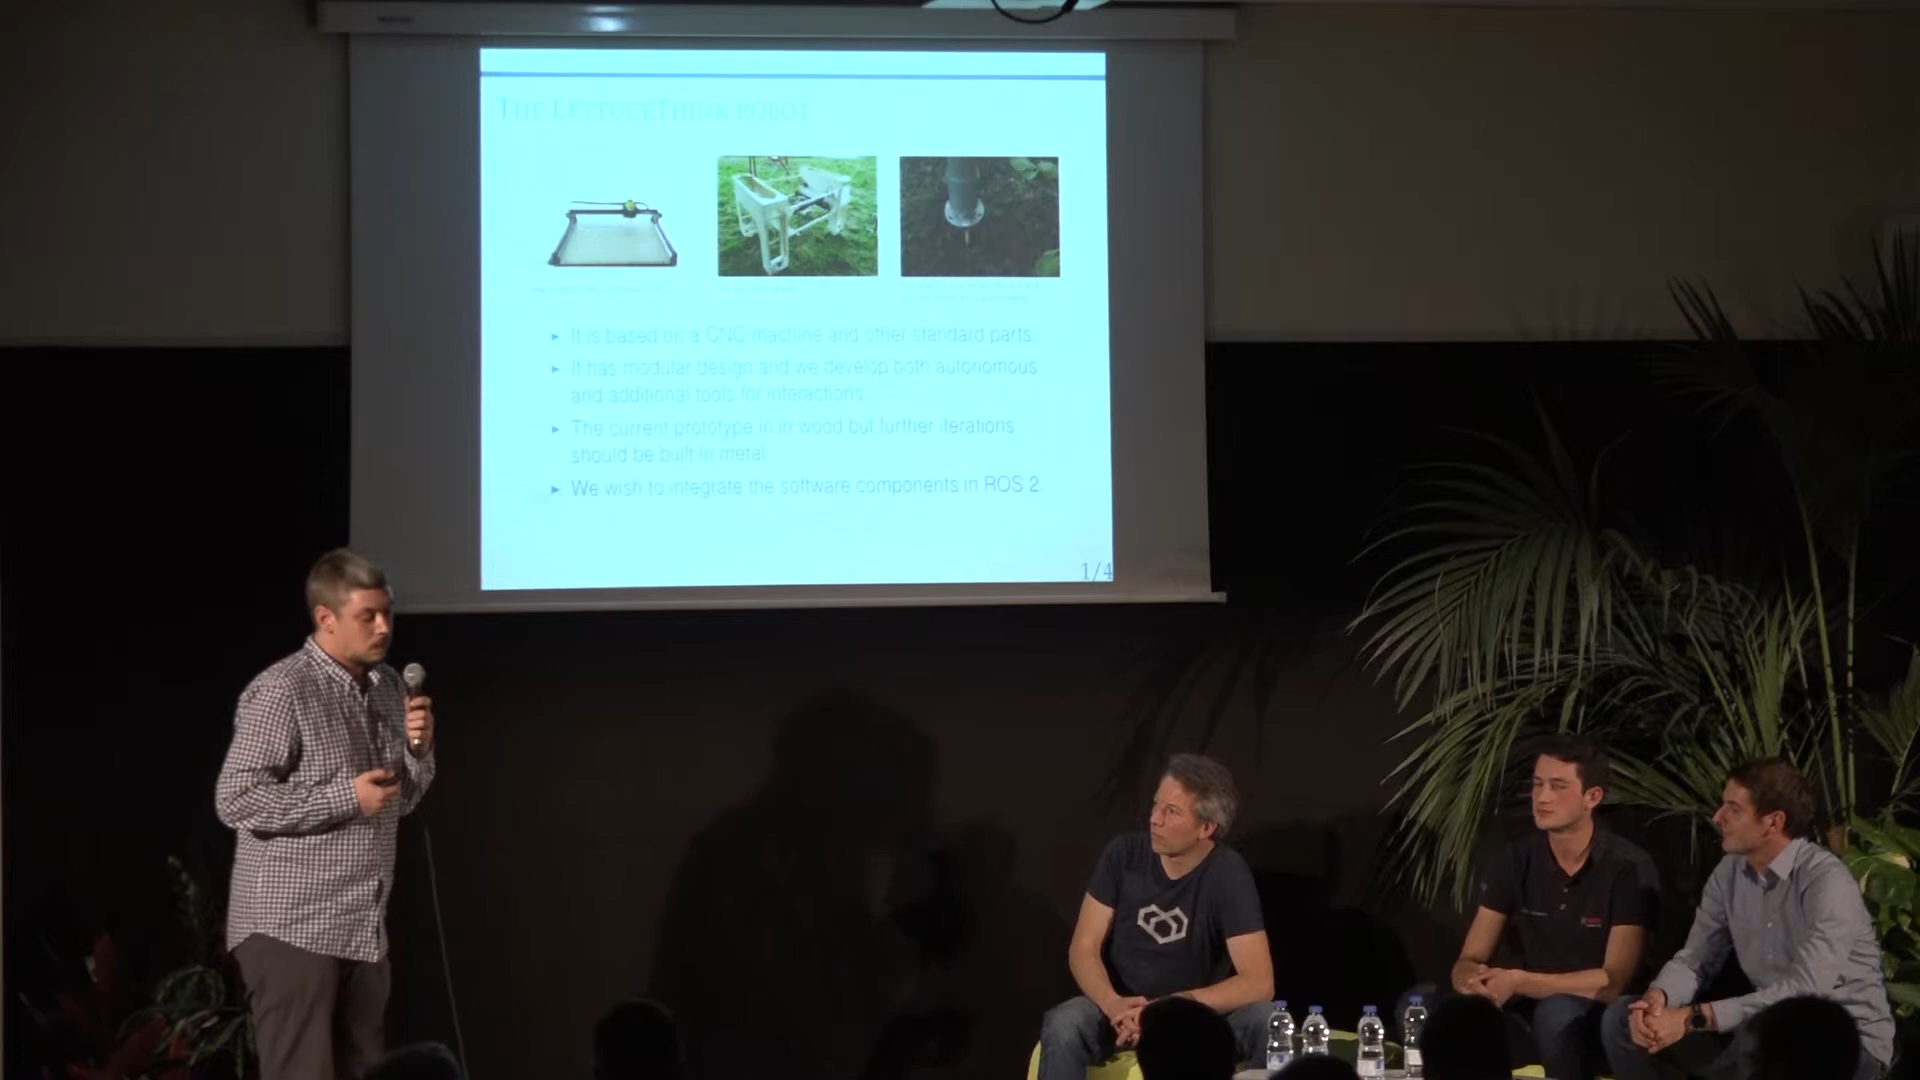 THE LETTUCETHINK ROBOT
► It is based on a CNC machine and other standard parts.
► It has modular design and we develop both autonomous
and additional tools for interactions.
► The current prototype in in wood but further iterations
should be built in metal
► We wish to integrate the software components in ROS 2
1/4